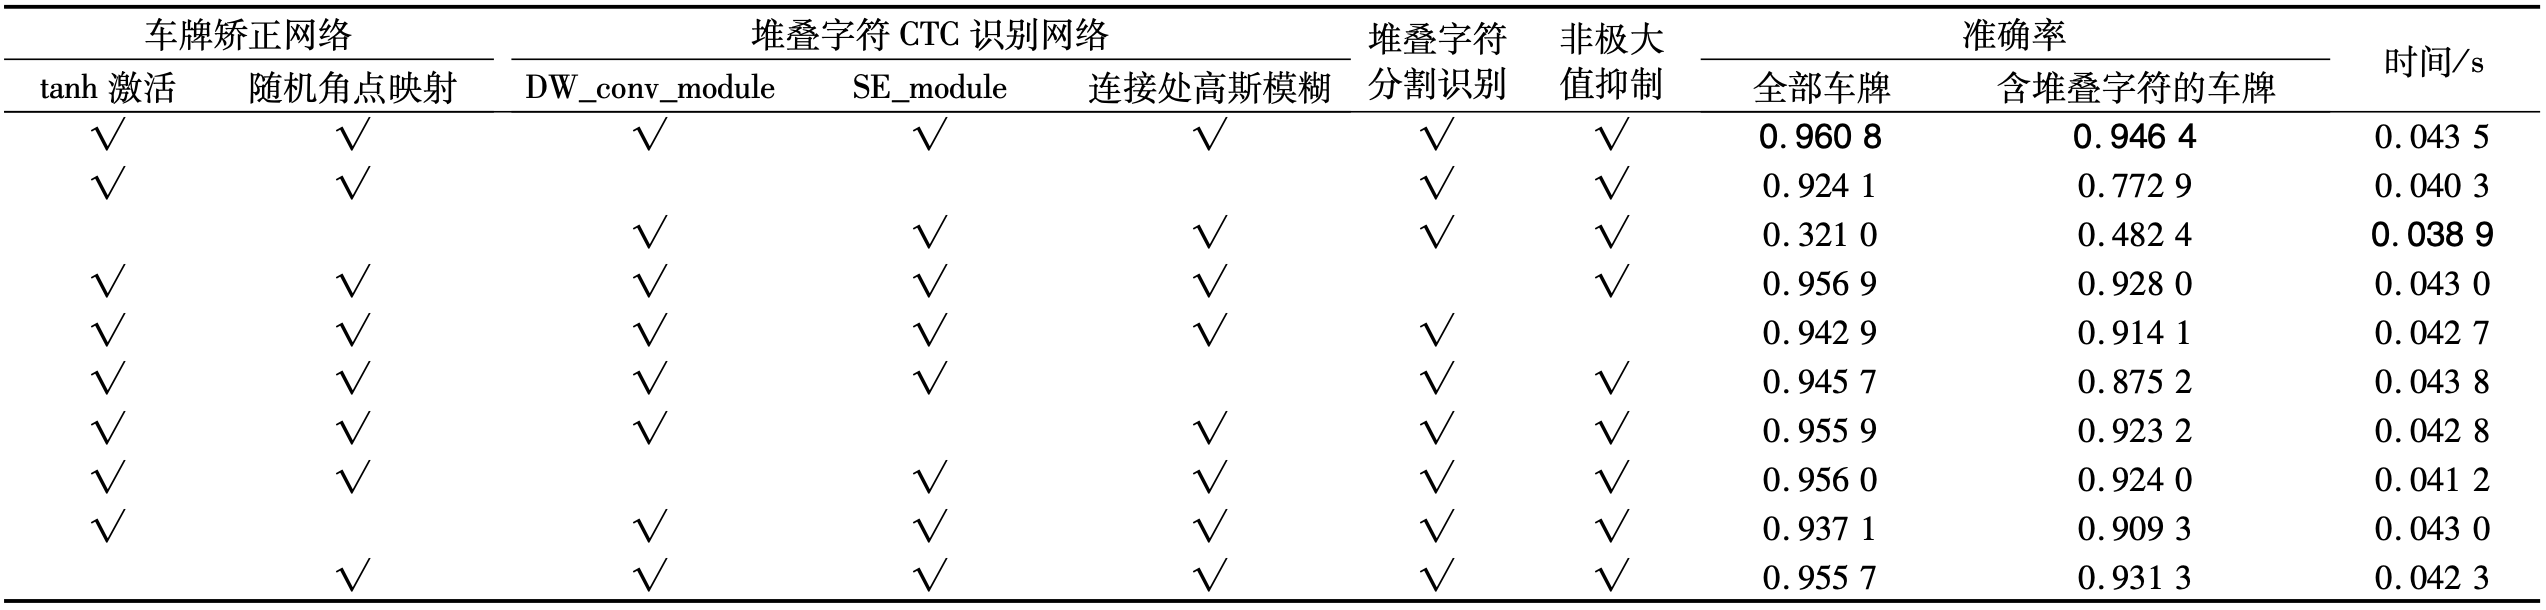 车牌矫正网络 堆叠字符 CTC 识别网络 堆叠字符分割识别 非极大值抑制 准确率 时间/s
tanh 激活 随机角点映射 DW_conv_module SE_module 连接处高斯模糊 全部车牌 含堆叠字符的车牌
√ √ √ √ √ √ √ 0.960 8 0.946 4 0.043 5
√ √ √ √ 0.924 1 0.772 9 0.040 3
√ √ √ √ √ 0.321 0 0.482 4 0.038 9
√ √ √ √ √ √ 0.956 9 0.928 0 0.043 0
√ √ √ √ √ √ 0.942 9 0.914 1 0.042 7
√ √ √ √ √ √ 0.945 7 0.875 2 0.043 8
√ √ √ √ √ √ 0.955 9 0.923 2 0.042 8
√ √ √ √ √ √ 0.956 0 0.924 0 0.041 2
√ √ √ √ √ √ 0.937 1 0.909 3 0.043 0
√ √ √ √ √ √ 0.955 7 0.931 3 0.042 3